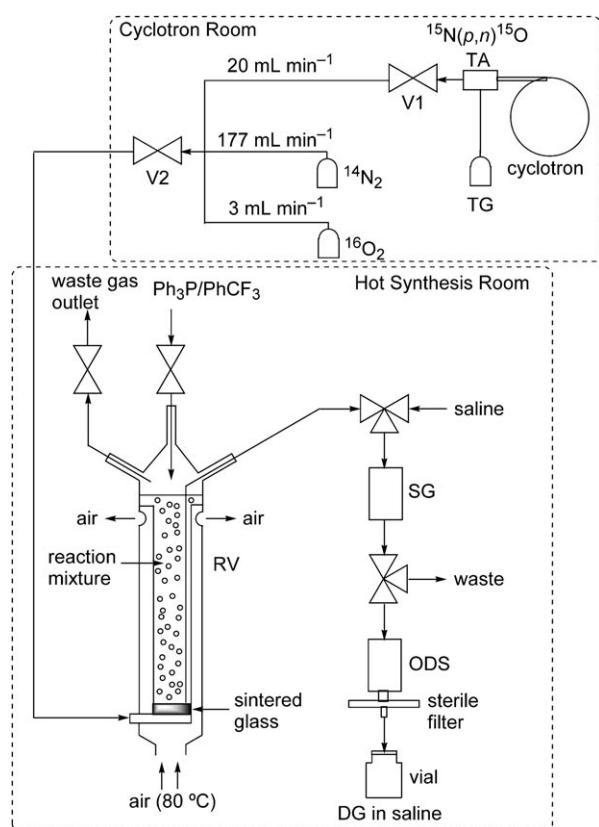 Cyclotron Room
¹⁵N(p,n)¹⁵O
TA
20 mL min⁻¹
V1
cyclotron
177 mL min⁻¹
V2
¹⁴N₂
TG
3 mL min⁻¹
¹⁶O₂
Hot Synthesis Room
waste gas
outlet
Ph₃P/PhCF₃
saline
SG
air
air
reaction
mixture
RV
waste
ODS
sintered
glass
sterile
filter
vial
air (80 ºC)
DG in saline